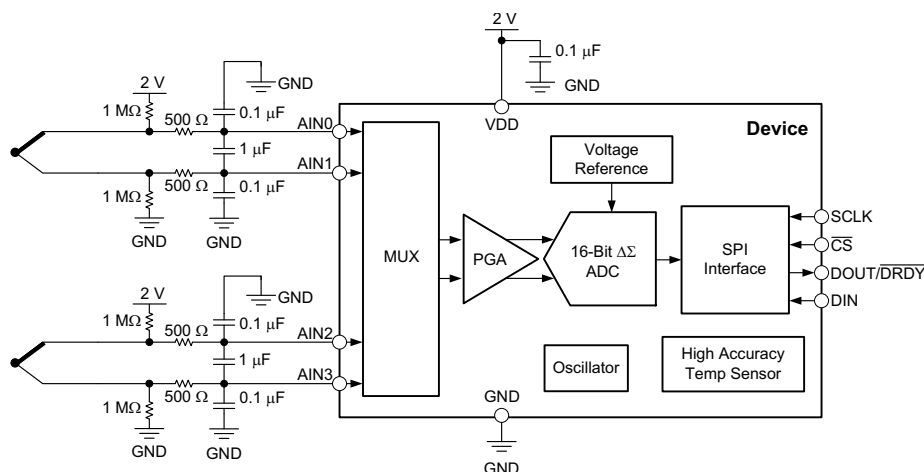 2 V
0.1 µF
GND
VDD
Device
GND
2 V
1 MΩ
500 Ω
0.1 µF
AIN0
1 µF
AIN1
500 Ω
0.1 µF
1 MΩ
GND
GND
GND
2 V
1 MΩ
500 Ω
0.1 µF
AIN2
1 µF
AIN3
500 Ω
0.1 µF
1 MΩ
GND
GND
MUX
PGA
Voltage
Reference
16-Bit ΔΣ
ADC
SPI
Interface
SCLK
CS
DOUT/DRDY
DIN
Oscillator
High Accuracy
Temp Sensor
GND
GND